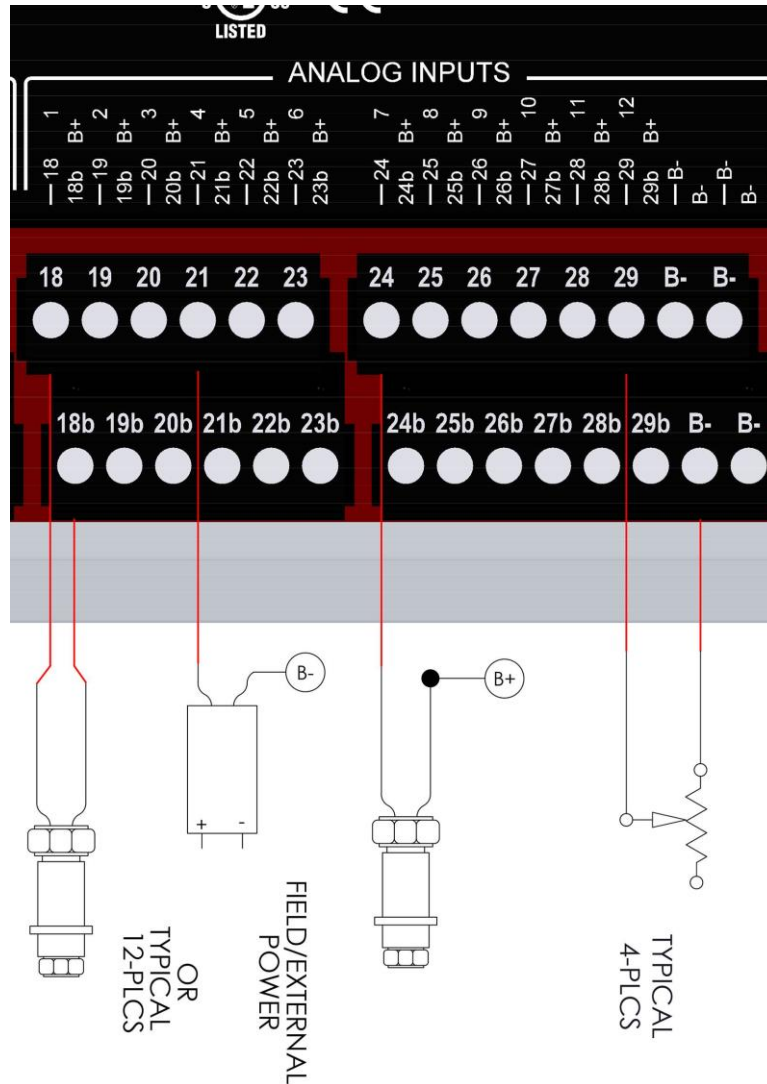 LISTED
ANALOG INPUTS
1 B+ 2 B+ 3 B+ 4 B+ 5 B+ 6 B+ 7 B+ 8 B+ 9 B+ 10 B+ 11 B+ 12 B+
18 18b 19 19b 20 20b 21 21b 22 22b 23 23b 24 24b 25 25b 26 26b 27 27b 28 28b 29 29b B- B- B- B-
18 19 20 21 22 23 24 25 26 27 28 29 B- B-
18b 19b 20b 21b 22b 23b 24b 25b 26b 27b 28b 29b B- B-
B-
B+
+ -
OR
TYPICAL
12-PLCS
FIELD/EXTERNAL
POWER
TYPICAL
4-PLCS